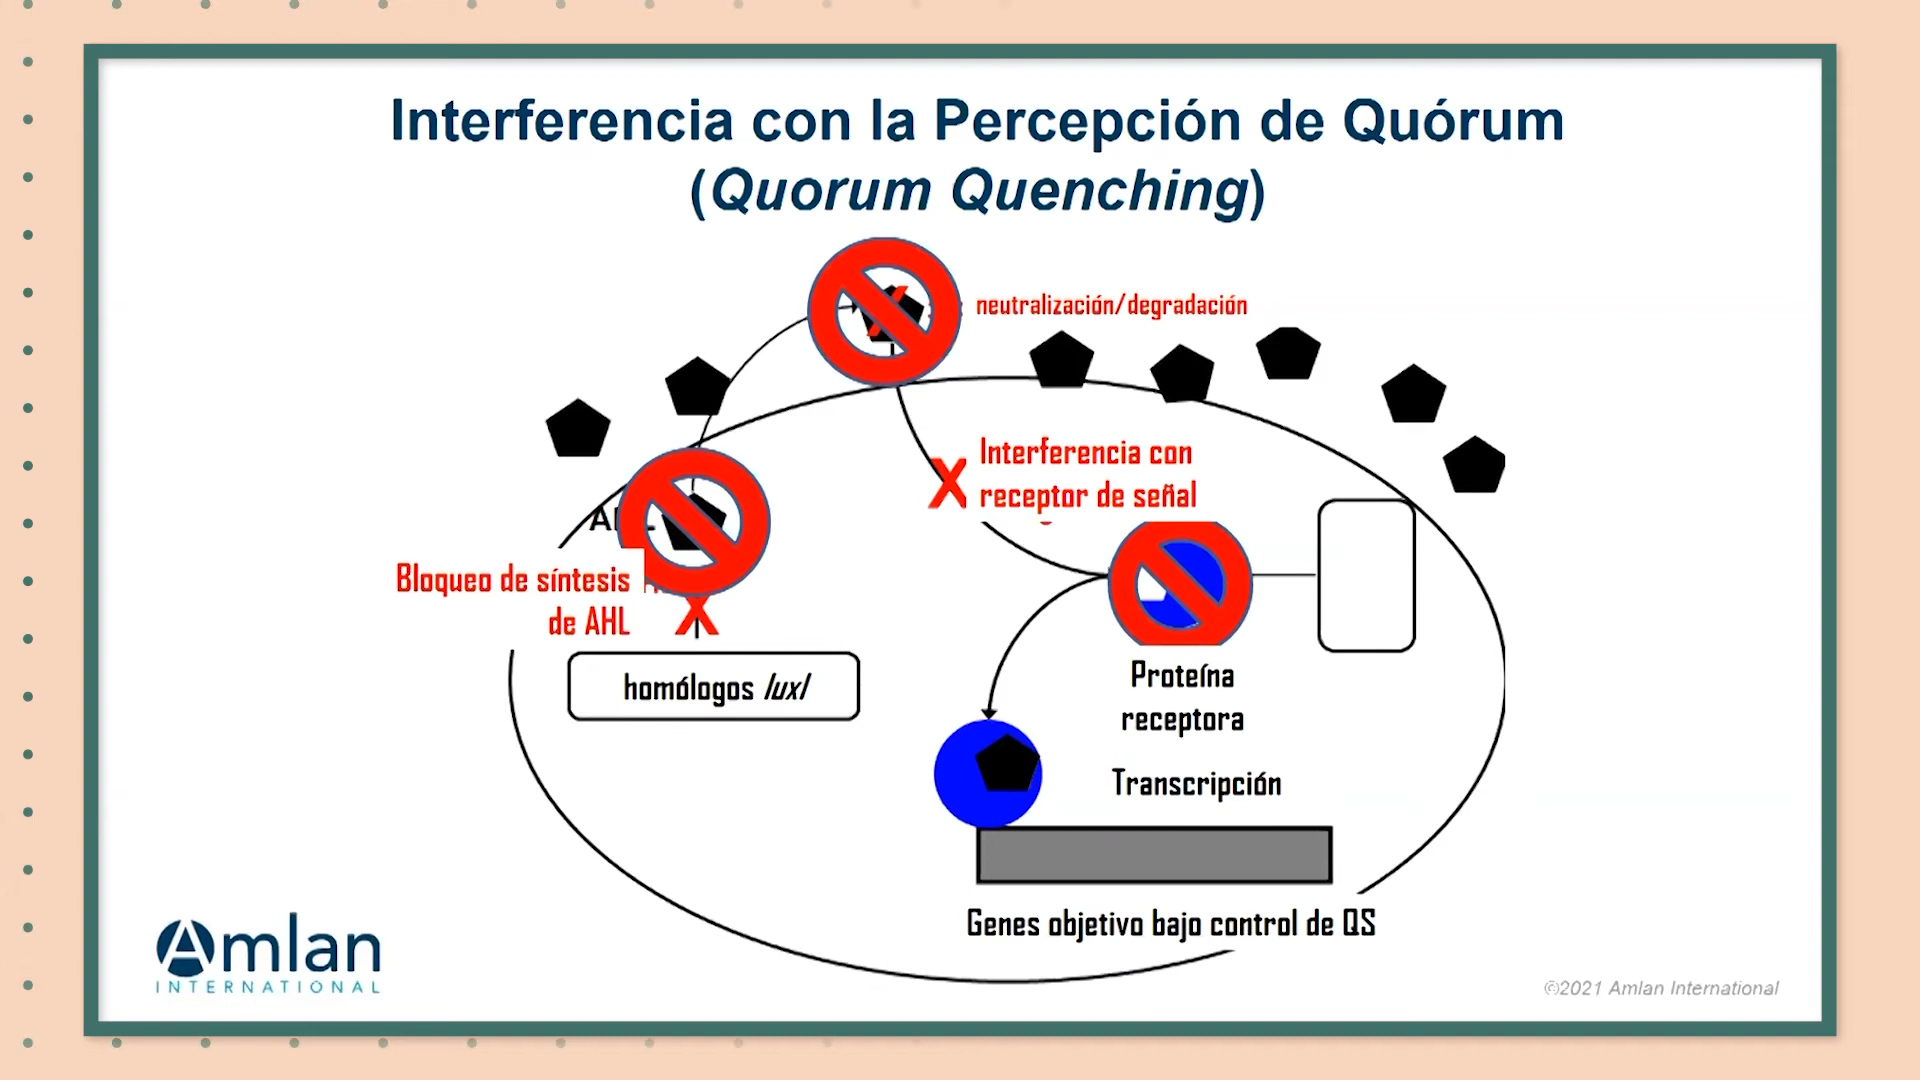 Interferencia con la Percepción de Quórum
(Quorum Quenching)
neutralización/degradación
Interferencia con
receptor de señal
Bloqueo de síntesis
de AHL
homólogos luxI
Proteína
receptora
Transcripción
Genes objetivo bajo control de QS
Amlan
INTERNATIONAL
©2021 Amlan International